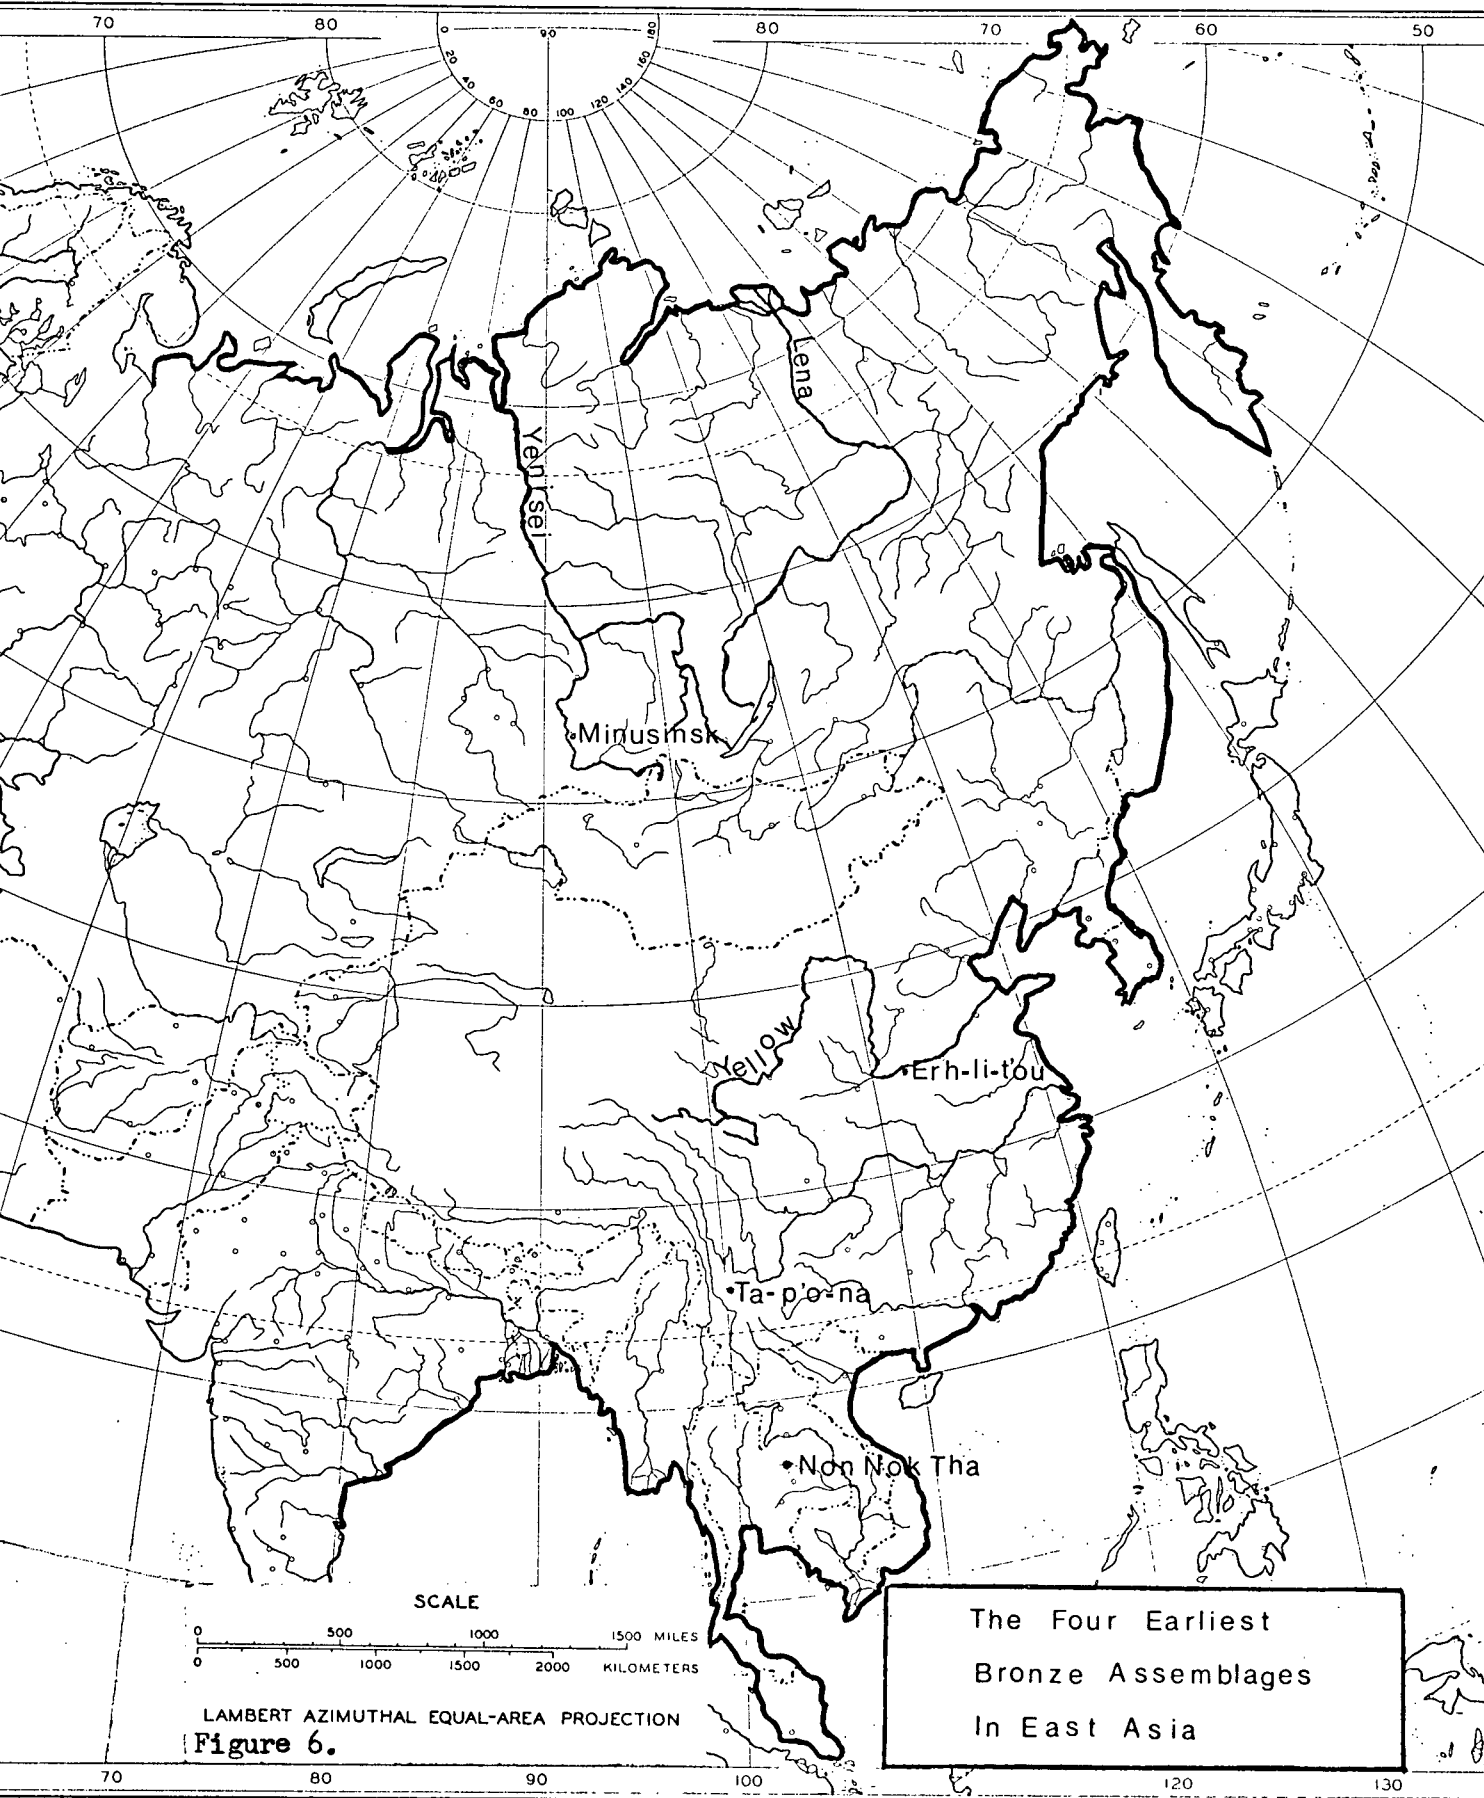 70 80 80 70 60 50
0 20 40 60 80 90 100 120 140 160 180
Lena
Yenisei
Minusinsk
Yellow
Erh-li-t'ou
Ta-p'o-na
Non Nok Tha
SCALE
0 500 1000 1500 MILES
0 500 1000 1500 2000 KILOMETERS
LAMBERT AZIMUTHAL EQUAL-AREA PROJECTION
Figure 6.
The Four Earliest
Bronze Assemblages
In East Asia
70 80 90 100 120 130